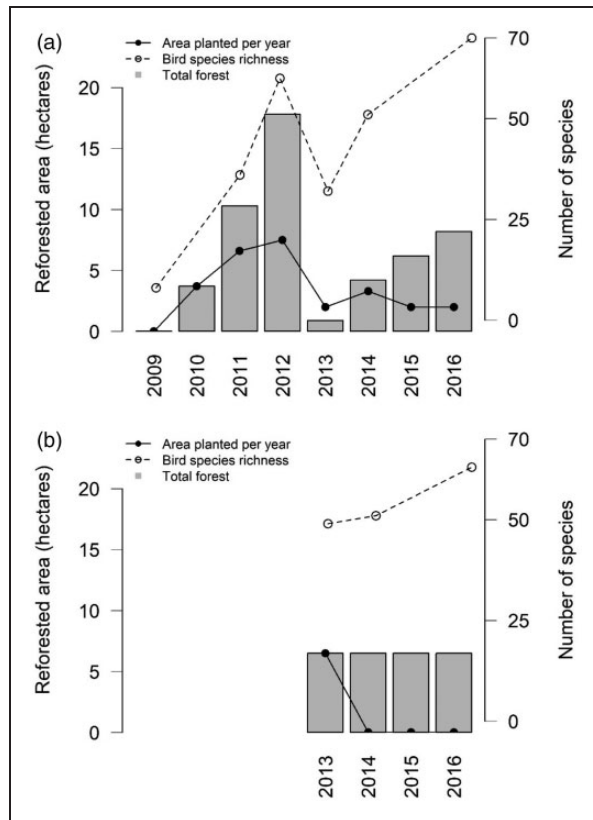 (a)
Area planted per year
Bird species richness
Total forest
Reforested area (hectares)
20
15
10
5
0
Number of species
70
50
25
0
2009 2010 2011 2012 2013 2014 2015 2016
(b)
Area planted per year
Bird species richness
Total forest
Reforested area (hectares)
20
15
10
5
0
Number of species
70
50
25
0
2013 2014 2015 2016